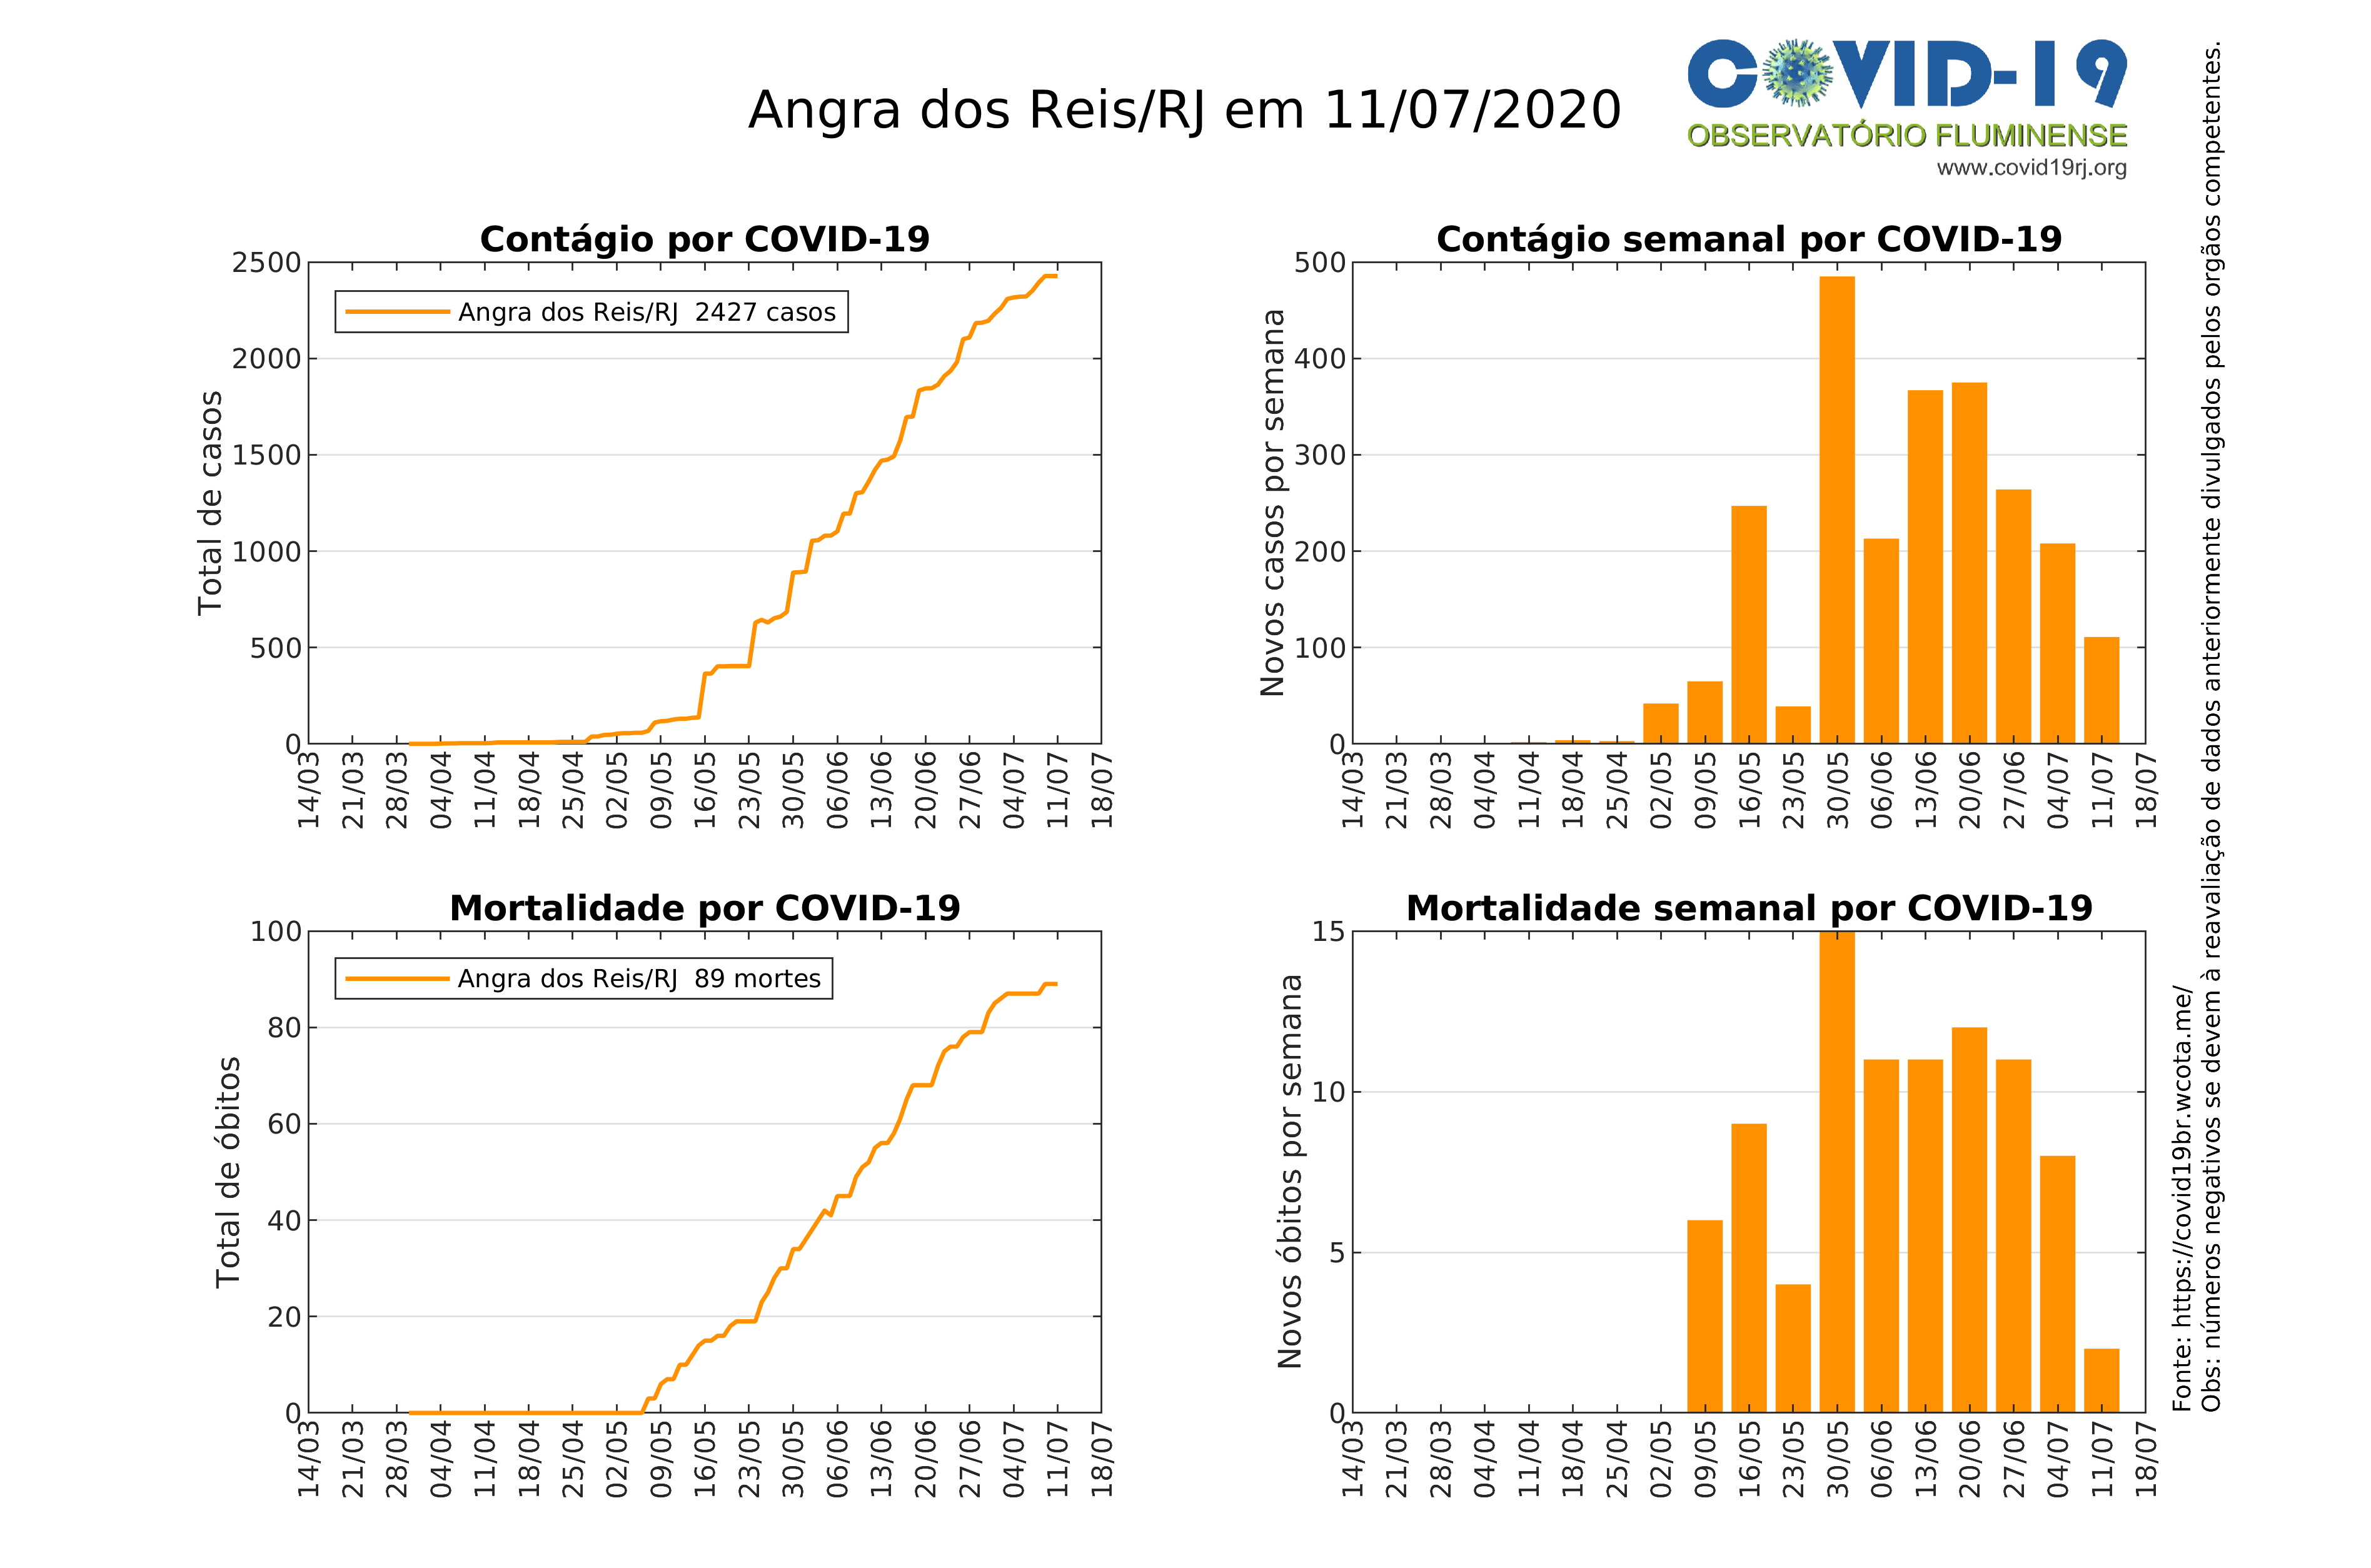 Angra dos Reis/RJ em 11/07/2020
COVID-19
OBSERVATÓRIO FLUMINENSE
www.covid19rj.org
Contágio por COVID-19
Total de casos
2500
2000
1500
1000
500
0
Angra dos Reis/RJ 2427 casos
14/03 21/03 28/03 04/04 11/04 18/04 25/04 02/05 09/05 16/05 23/05 30/05 06/06 13/06 20/06 27/06 04/07 11/07 18/07
Contágio semanal por COVID-19
Novos casos por semana
500
400
300
200
100
0
14/03 21/03 28/03 04/04 11/04 18/04 25/04 02/05 09/05 16/05 23/05 30/05 06/06 13/06 20/06 27/06 04/07 11/07 18/07
Mortalidade por COVID-19
Total de óbitos
100
80
60
40
20
0
Angra dos Reis/RJ 89 mortes
14/03 21/03 28/03 04/04 11/04 18/04 25/04 02/05 09/05 16/05 23/05 30/05 06/06 13/06 20/06 27/06 04/07 11/07 18/07
Mortalidade semanal por COVID-19
Novos óbitos por semana
15
10
5
0
14/03 21/03 28/03 04/04 11/04 18/04 25/04 02/05 09/05 16/05 23/05 30/05 06/06 13/06 20/06 27/06 04/07 11/07 18/07
Fonte: https://covid19br.wcota.me/
Obs: números negativos se devem à reavaliação de dados anteriormente divulgados pelos orgãos competentes.